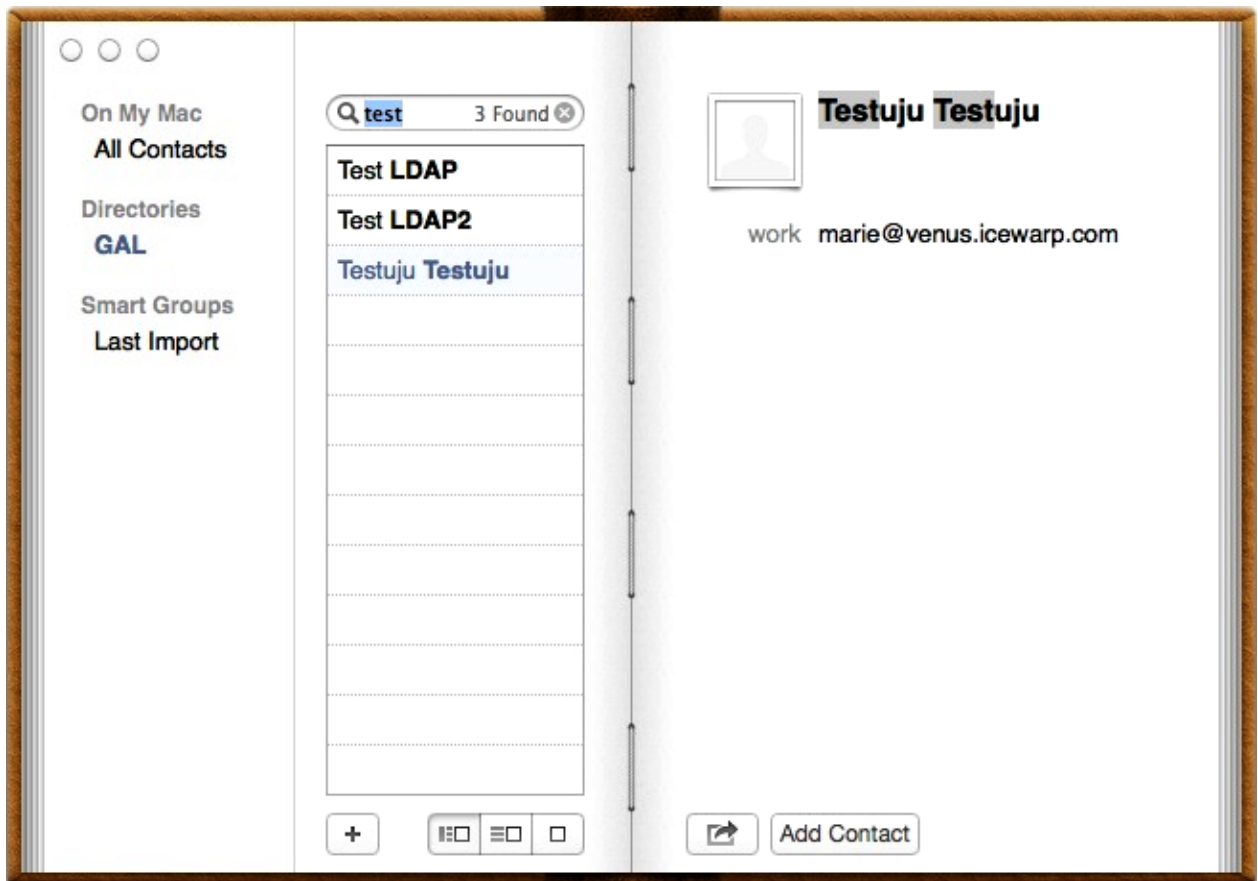 On My Mac
All Contacts
Directories
GAL
Smart Groups
Last Import
test 3 Found
Test LDAP
Test LDAP2
Testuju Testuju
Testuju Testuju
work marie@venus.icewarp.com
Add Contact